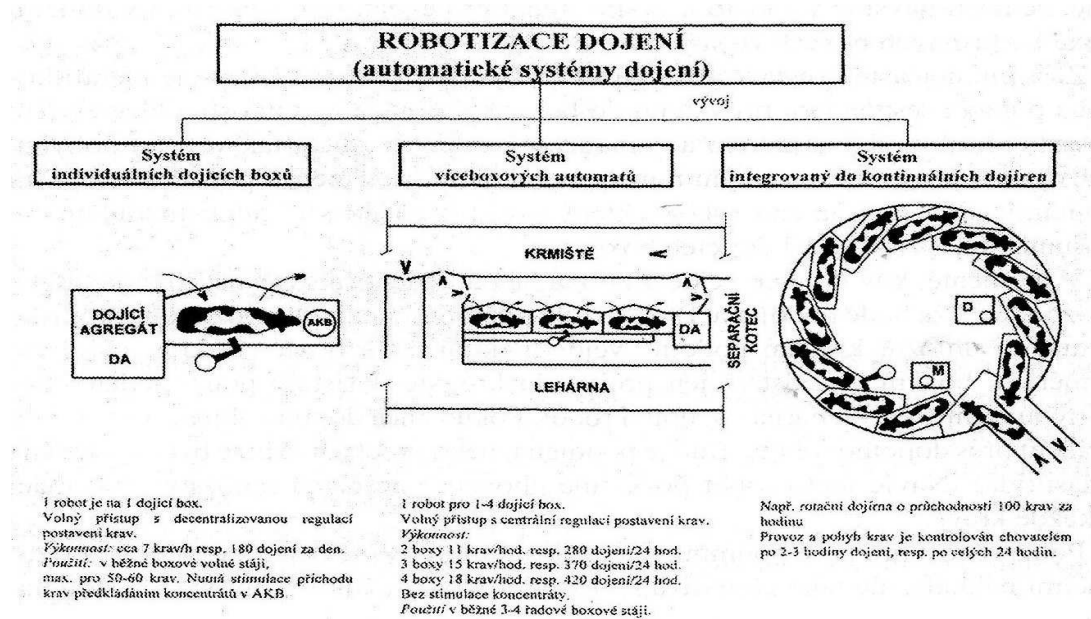 ROBOTIZACE DOJENÍ
(automatické systémy dojení)
vývoj
Systém
individuálních dojicích boxů
Systém
víceboxových automatů
Systém
integrovaný do kontinuálních dojíren
DOJÍCÍ
AGREGÁT
DA
AKB
KRMIŠTĚ
DA
SEPARAČNÍ
KOTEC
LEHÁRNA
D
M
1 robot je na 1 dojicí box.
Volný přístup s decentralizovanou regulací
postavení krav.
Výkonnost: cca 7 krav/h resp. 180 dojení za den.
Použití: v běžné boxové volné stáji,
max. pro 50-60 krav. Nutná stimulace příchodu
krav předkládáním koncentrátů v AKB.
1 robot pro 1-4 dojicí box.
Volný přístup s centrální regulací postavení krav.
Výkonnost:
2 boxy 11 krav/hod. resp. 280 dojení/24 hod.
3 boxy 15 krav/hod. resp. 370 dojení/24 hod.
4 boxy 18 krav/hod. resp. 420 dojení/24 hod.
Bez stimulace koncentráty.
Použití v běžné 3-4 řadové boxové stáji.
Např. rotační dojírna o průchodnosti 100 krav za
hodinu
Provoz a pohyb krav je kontrolován chovatelem
po 2-3 hodiny dojení, resp. po celých 24 hodin.